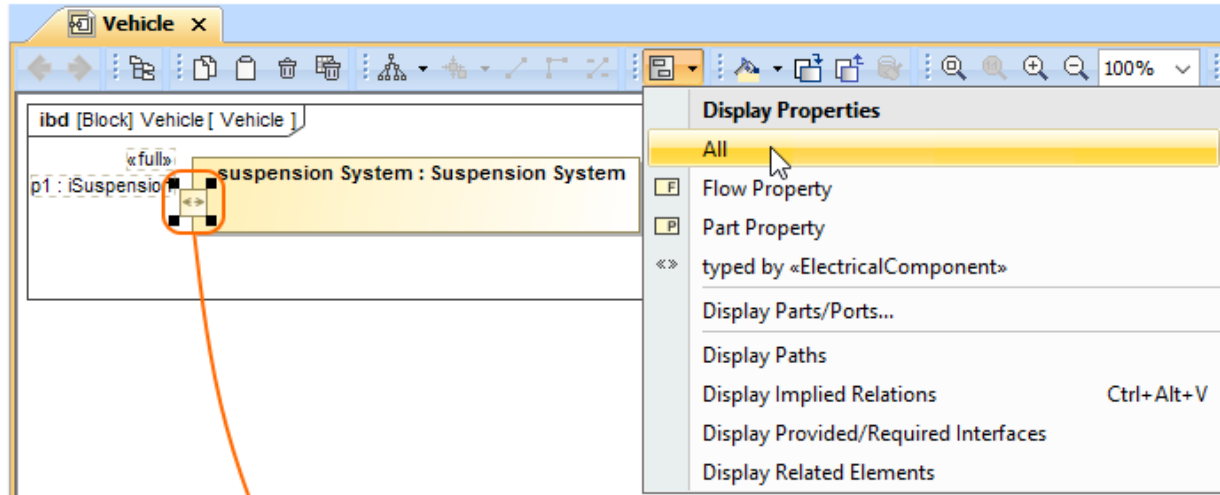 Vehicle
100%
ibd [Block] Vehicle [ Vehicle ]
«full»
p1 : iSuspension
suspension System : Suspension System
Display Properties
All
F Flow Property
P Part Property
«» typed by «ElectricalComponent»
Display Parts/Ports...
Display Paths
Display Implied Relations Ctrl+Alt+V
Display Provided/Required Interfaces
Display Related Elements